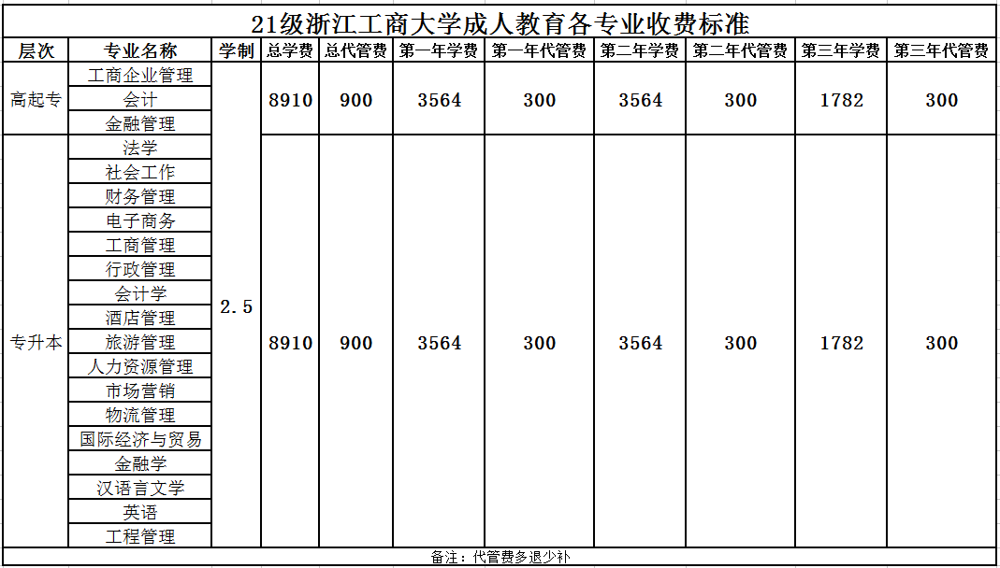 21级浙江工商大学成人教育各专业收费标准
层次 专业名称 学制 总学费 总代管费 第一年学费 第一年代管费 第二年学费 第二年代管费 第三年学费 第三年代管费
工商企业管理
高起专 会计 8910 900 3564 300 3564 300 1782 300
金融管理
法学
社会工作
财务管理
电子商务
工商管理
行政管理
会计学
2.5
酒店管理
专升本 旅游管理 8910 900 3564 300 3564 300 1782 300
人力资源管理
市场营销
物流管理
国际经济与贸易
金融学
汉语言文学
英语
工程管理
备注：代管费多退少补